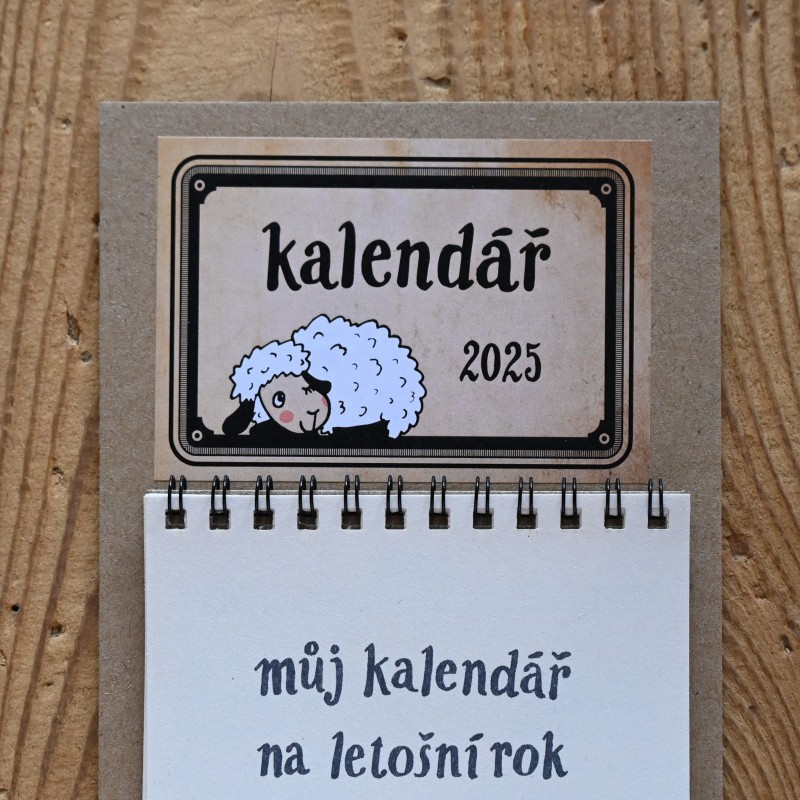 kalendář
2025
můj kalendář
na letošní rok